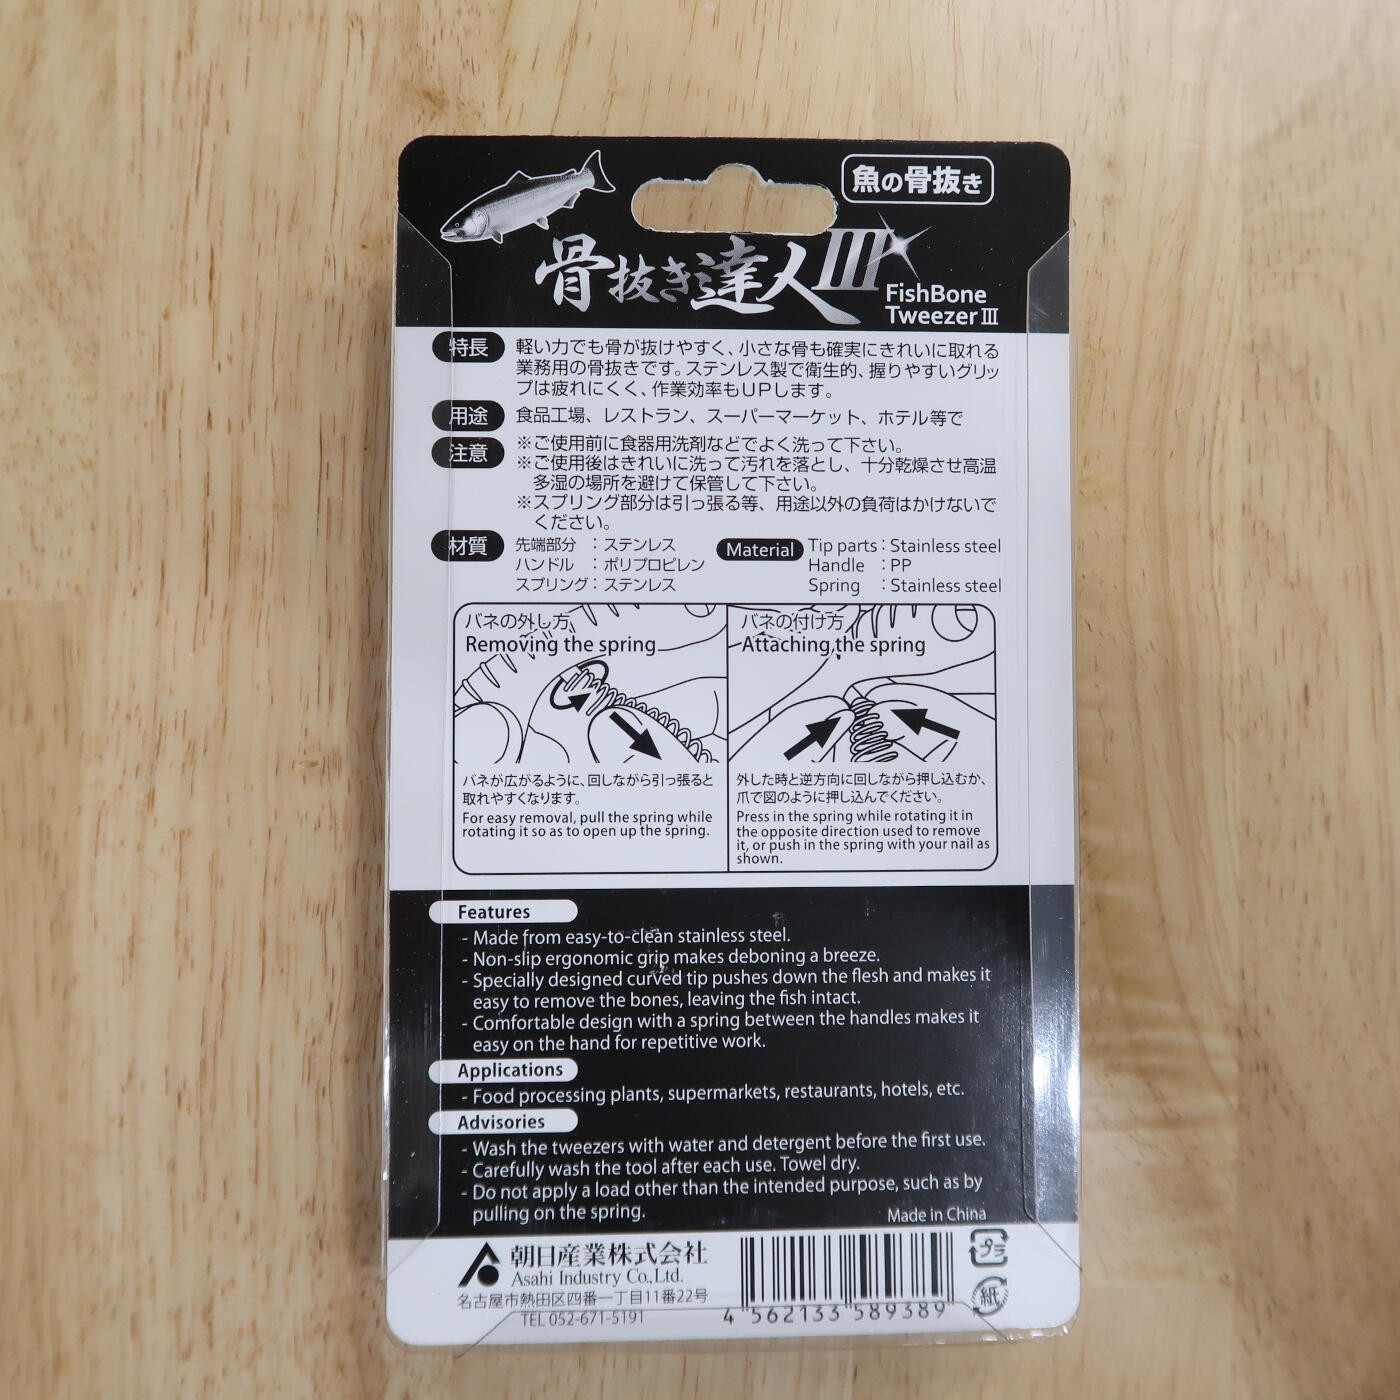 魚の骨抜き
骨抜き達人III
FishBone
Tweezer III
特長
軽い力でも骨が抜けやすく、小さな骨も確実にきれいに取れる
業務用の骨抜きです。ステンレス製で衛生的、握りやすいグリッ
プは疲れにくく、作業効率もUPします。
用途
食品工場、レストラン、スーパーマーケット、ホテル等で
注意
※ご使用前に食器用洗剤などでよく洗って下さい。
※ご使用後はきれいに洗って汚れを落とし、十分乾燥させ高温
多湿の場所を避けて保管して下さい。
※スプリング部分は引っ張る等、用途以外の負荷はかけないで
ください。
材質
先端部分 : ステンレス
ハンドル : ポリプロピレン
スプリング : ステンレス
Material
Tip parts : Stainless steel
Handle : PP
Spring : Stainless steel
バネの外し方
Removing the spring
バネが広がるように、回しながら引っ張ると
取れやすくなります。
For easy removal, pull the spring while
rotating it so as to open up the spring.
バネの付け方
Attaching the spring
外した時と逆方向に回しながら押し込むか、
爪で図のように押し込んでください。
Press in the spring while rotating it in
the opposite direction used to remove
it, or push in the spring with your nail as
shown.
Features
- Made from easy-to-clean stainless steel.
- Non-slip ergonomic grip makes deboning a breeze.
- Specially designed curved tip pushes down the flesh and makes it
easy to remove the bones, leaving the fish intact.
- Comfortable design with a spring between the handles makes it
easy on the hand for repetitive work.
Applications
- Food processing plants, supermarkets, restaurants, hotels, etc.
Advisories
- Wash the tweezers with water and detergent before the first use.
- Carefully wash the tool after each use. Towel dry.
- Do not apply a load other than the intended purpose, such as by
pulling on the spring.
Made in China
朝日産業株式会社
Asahi Industry Co.,Ltd.
名古屋市熱田区四番一丁目11番22号
TEL 052-671-5191
4 562133 589389
プラ
紙